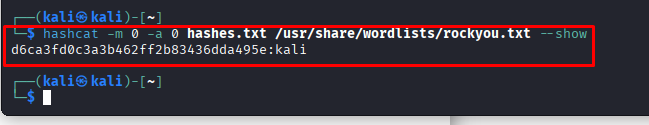 ┌──(kali㉿kali)-[~]
└─$ hashcat -m 0 -a 0 hashes.txt /usr/share/wordlists/rockyou.txt --show
d6ca3fd0c3a3b462ff2b83436dda495e:kali
┌──(kali㉿kali)-[~]
└─$